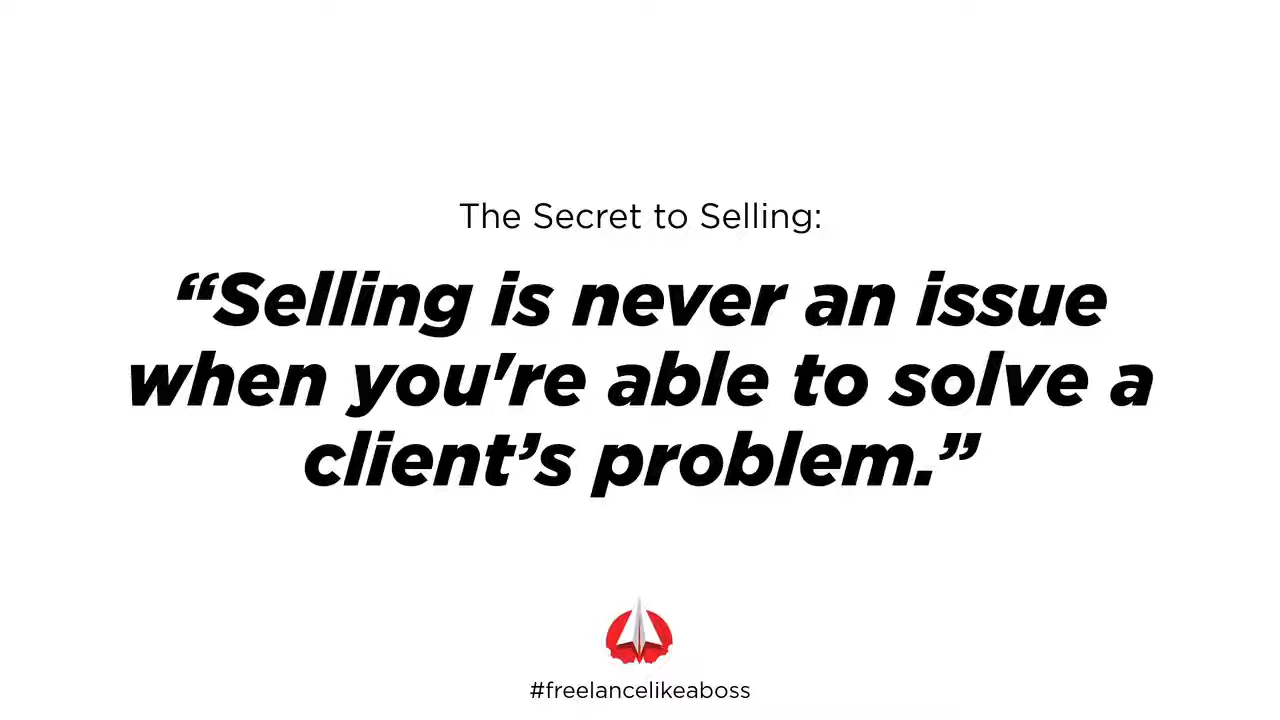 The Secret to Selling:
“Selling is never an issue
when you're able to solve a
client’s problem.”
#freelancelikeaboss